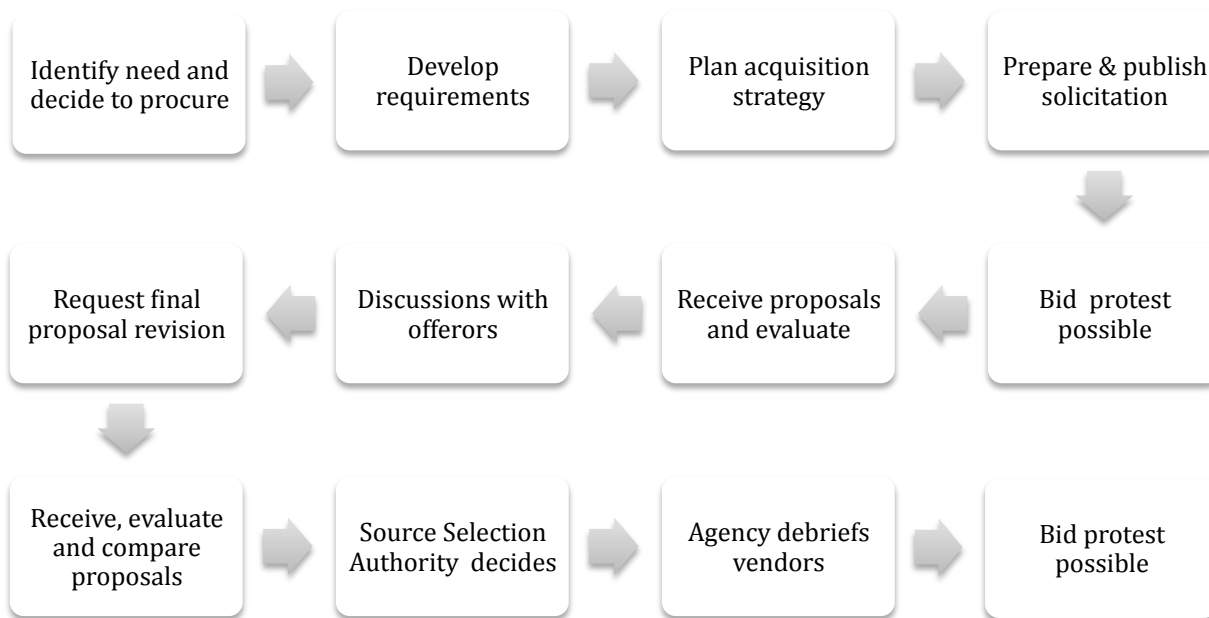 Identify need and
decide to procure
Develop
requirements
Plan acquisition
strategy
Prepare & publish
solicitation
Bid protest
possible
Receive proposals
and evaluate
Discussions with
offerors
Request final
proposal revision
Receive, evaluate
and compare
proposals
Source Selection
Authority decides
Agency debriefs
vendors
Bid protest
possible